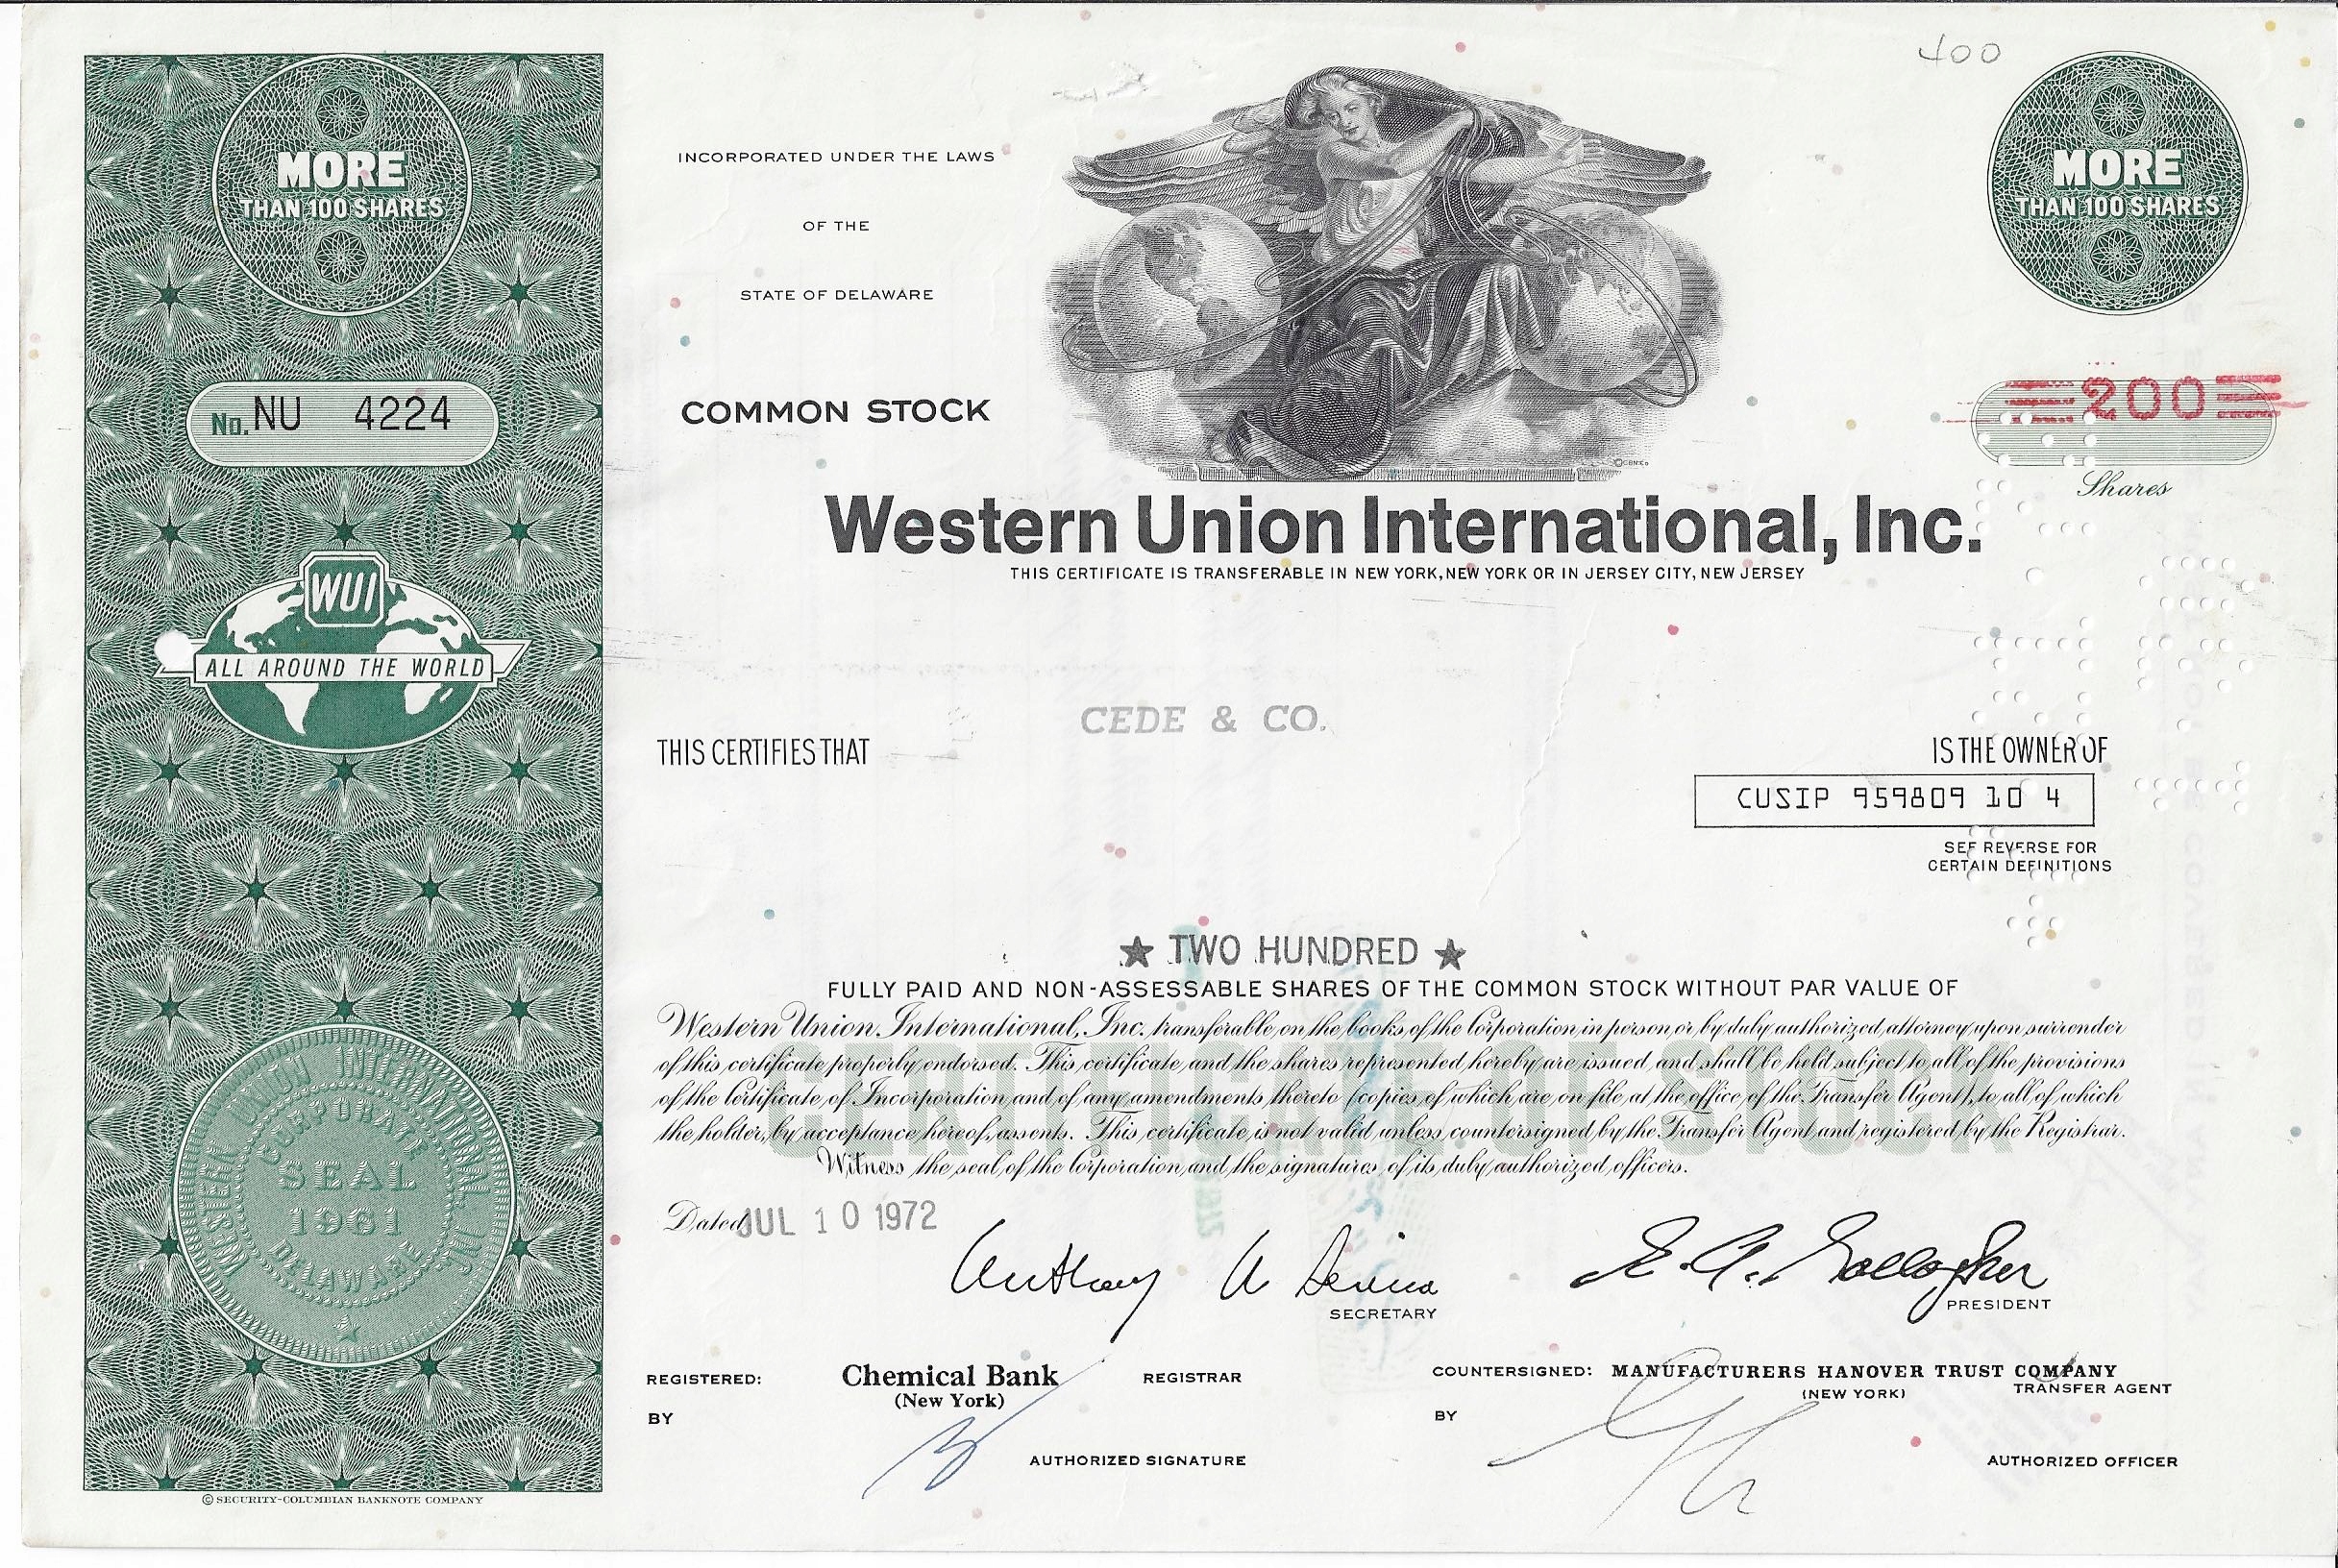 400
MORE
THAN 100 SHARES
MORE
THAN 100 SHARES
INCORPORATED UNDER THE LAWS
OF THE
STATE OF DELAWARE
COMMON STOCK
No. NU 4224
200
Shares
Western Union International, Inc.
THIS CERTIFICATE IS TRANSFERABLE IN NEW YORK, NEW YORK OR IN JERSEY CITY, NEW JERSEY
WUI
ALL AROUND THE WORLD
CEDE & CO.
THIS CERTIFIES THAT
IS THE OWNER OF
CUSIP 959809 10 4
SEE REVERSE FOR
CERTAIN DEFINITIONS
★ TWO HUNDRED ★
FULLY PAID AND NON-ASSESSABLE SHARES OF THE COMMON STOCK WITHOUT PAR VALUE OF
Western Union International, Inc. transferable on the books of the Corporation in person or by duly authorized attorney upon surrender
of this certificate properly endorsed. This certificate and the shares represented hereby are issued and shall be held subject to all of the provisions
of the Certificate of Incorporation and of any amendments thereto (copies of which are on file at the office of the Transfer Agent), to all of which
the holder, by acceptance hereof, assents. This certificate is not valid unless countersigned by the Transfer Agent and registered by the Registrar.
Witness the seal of the Corporation and the signatures of its duly authorized officers.
CERTIFICATE OF STOCK
WESTERN UNION INTERNATIONAL, INC.
CORPORATE
SEAL
1961
DELAWARE
Dated JUL 10 1972
Anthony A
SECRETARY
E. A. Gallagher
PRESIDENT
REGISTERED: Chemical Bank REGISTRAR
(New York)
BY
AUTHORIZED SIGNATURE
COUNTERSIGNED: MANUFACTURERS HANOVER TRUST COMPANY
(NEW YORK) TRANSFER AGENT
BY
AUTHORIZED OFFICER
© SECURITY-COLUMBIAN BANKNOTE COMPANY